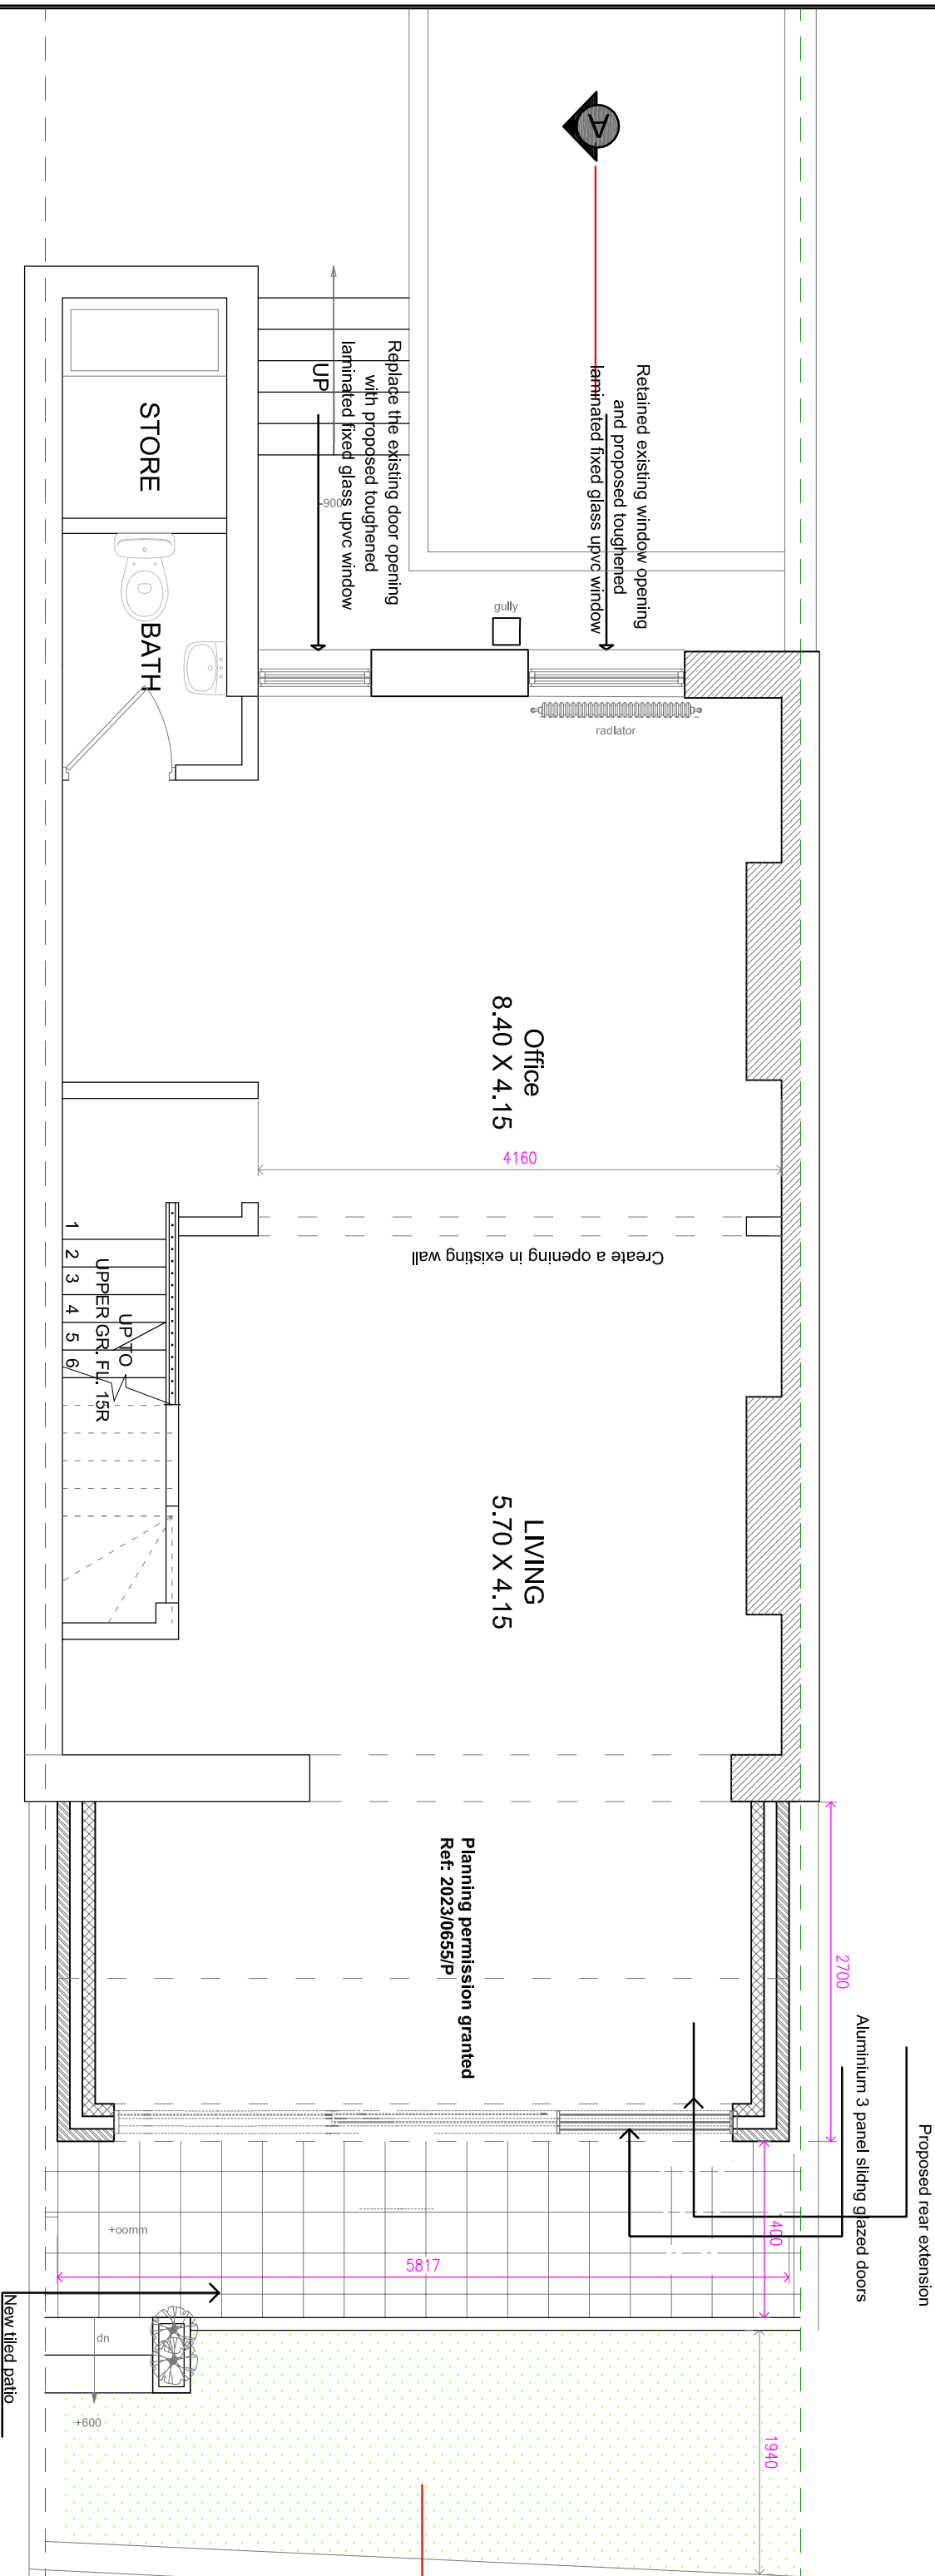 A
Retained existing window opening
and proposed toughened
laminated fixed glass upvc window
Replace the existing door opening
with proposed toughened
laminated fixed glass upvc window
UP
-900
gully
radiator
STORE
BATH
Office
8.40 X 4.15
4160
Create a opening in existing wall
1
2
3
4
5
6
UP TO
UPPER GR. FL. 15R
LIVING
5.70 X 4.15
Planning permission granted
Ref: 2023/0655/P
2700
Aluminium 3 panel slidng glazed doors
Proposed rear extension
1400
5817
+oomm
New tiled patio
dn
+600
1940